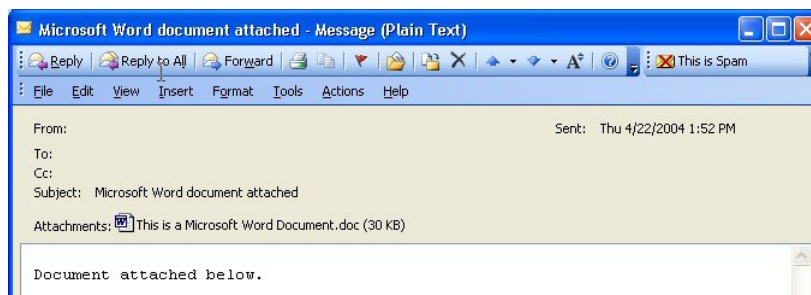 Microsoft Word document attached - Message (Plain Text)
Reply Reply to All Forward This is Spam
File Edit View Insert Format Tools Actions Help
From: Sent: Thu 4/22/2004 1:52 PM
To:
Cc:
Subject: Microsoft Word document attached
Attachments: This is a Microsoft Word Document.doc (30 KB)
Document attached below.